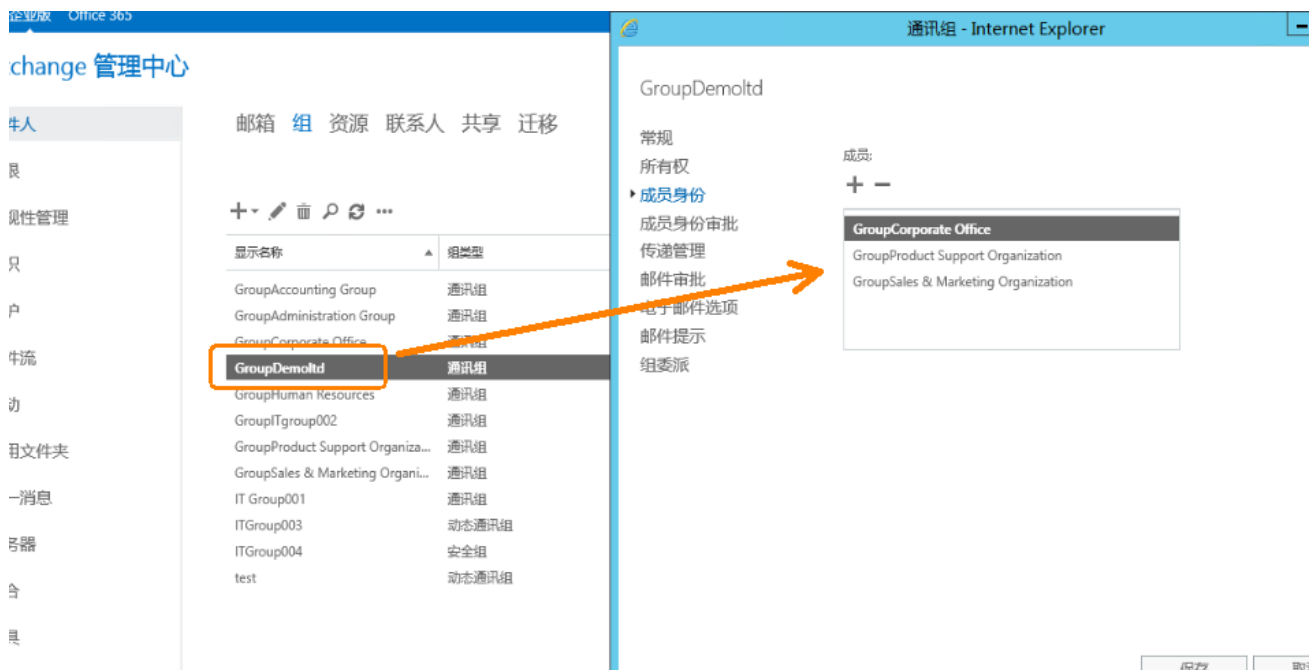 企业版 Office 365
change 管理中心
件人
限
规性管理
织
户
件流
动
用文件夹
一消息
务器
合
具
邮箱 组 资源 联系人 共享 迁移
显示名称 组类型
GroupAccounting Group 通讯组
GroupAdministration Group 通讯组
GroupCorporate Office 通讯组
GroupDemoltd 通讯组
GroupHuman Resources 通讯组
GroupITgroup002 通讯组
GroupProduct Support Organiza... 通讯组
GroupSales & Marketing Organi... 通讯组
IT Group001 通讯组
ITGroup003 动态通讯组
ITGroup004 安全组
test 动态通讯组
通讯组 - Internet Explorer
GroupDemoltd
常规
所有权
成员身份
成员身份审批
传递管理
邮件审批
电子邮件选项
邮件提示
组委派
成员:
GroupCorporate Office
GroupProduct Support Organization
GroupSales & Marketing Organization
保存
取消